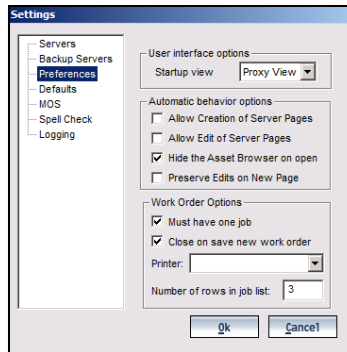 Settings
Servers
Backup Servers
Preferences
Defaults
MOS
Spell Check
Logging
User interface options
Startup view Proxy View
Automatic behavior options
Allow Creation of Server Pages
Allow Edit of Server Pages
Hide the Asset Browser on open
Preserve Edits on New Page
Work Order Options
Must have one job
Close on save new work order
Printer:
Number of rows in job list: 3
Ok Cancel